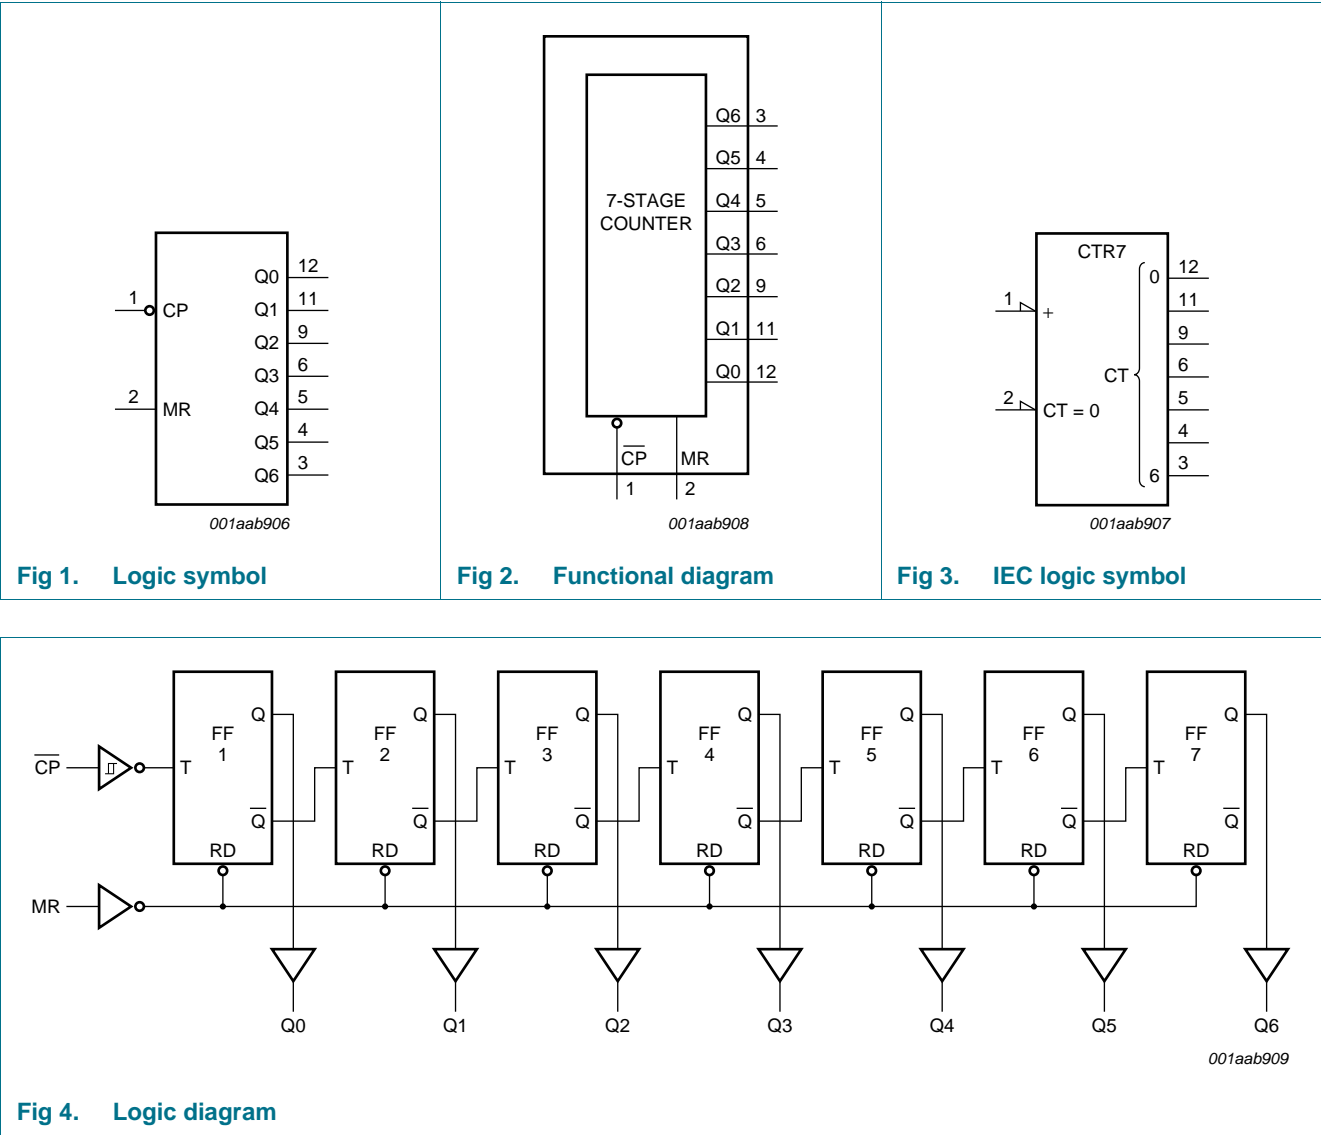 1
CP
2
MR
Q0 12
Q1 11
Q2 9
Q3 6
Q4 5
Q5 4
Q6 3
001aab906
Fig 1. Logic symbol
7-STAGE
COUNTER
Q6 3
Q5 4
Q4 5
Q3 6
Q2 9
Q1 11
Q0 12
C̅P̅ MR
1 2
001aab908
Fig 2. Functional diagram
CTR7
1 +
2 CT = 0
CT
0 12
11
9
6
5
4
6 3
001aab907
Fig 3. IEC logic symbol
C̅P̅
MR
FF
1
T
Q
Q̅
RD
FF
2
T
Q
Q̅
RD
FF
3
T
Q
Q̅
RD
FF
4
T
Q
Q̅
RD
FF
5
T
Q
Q̅
RD
FF
6
T
Q
Q̅
RD
FF
7
T
Q
Q̅
RD
Q0 Q1 Q2 Q3 Q4 Q5 Q6
001aab909
Fig 4. Logic diagram